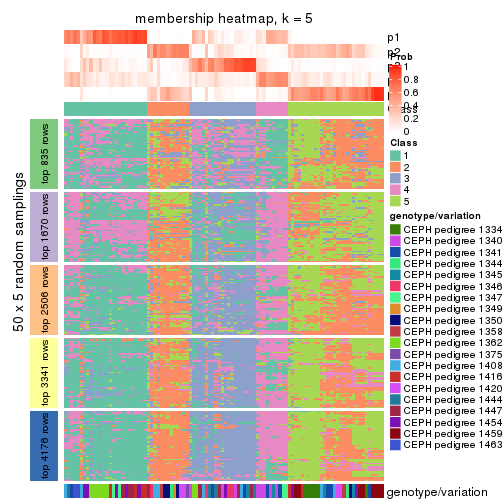 membership heatmap, k = 5
p1
p2
Prob
1
0.8
0.6
0.4
0.2
0
Class
1
2
3
4
5
genotype/variation
CEPH pedigree 1334
CEPH pedigree 1340
CEPH pedigree 1341
CEPH pedigree 1344
CEPH pedigree 1345
CEPH pedigree 1346
CEPH pedigree 1347
CEPH pedigree 1349
CEPH pedigree 1350
CEPH pedigree 1358
CEPH pedigree 1362
CEPH pedigree 1375
CEPH pedigree 1408
CEPH pedigree 1416
CEPH pedigree 1420
CEPH pedigree 1444
CEPH pedigree 1447
CEPH pedigree 1454
CEPH pedigree 1459
CEPH pedigree 1463
50 x 5 random samplings
top 835 rows
top 1670 rows
top 2506 rows
top 3341 rows
top 4176 rows
genotype/variation